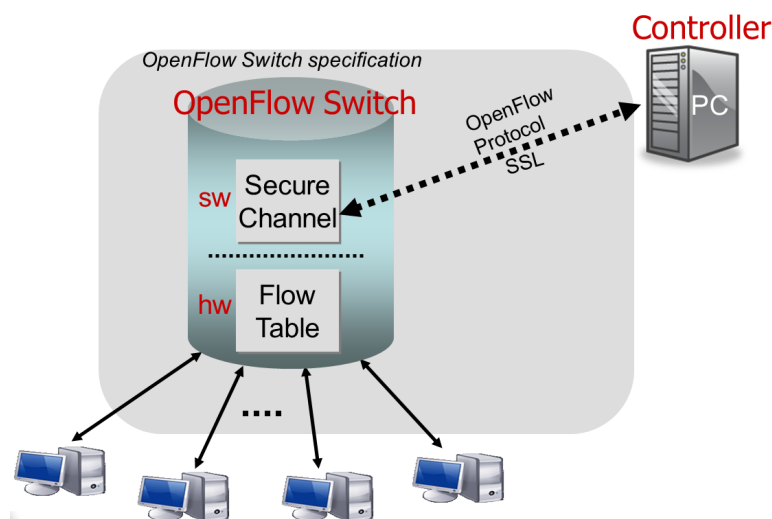 Controller
OpenFlow Switch specification
OpenFlow Switch
PC
OpenFlow
Protocol
SSL
sw
Secure
Channel
hw
Flow
Table